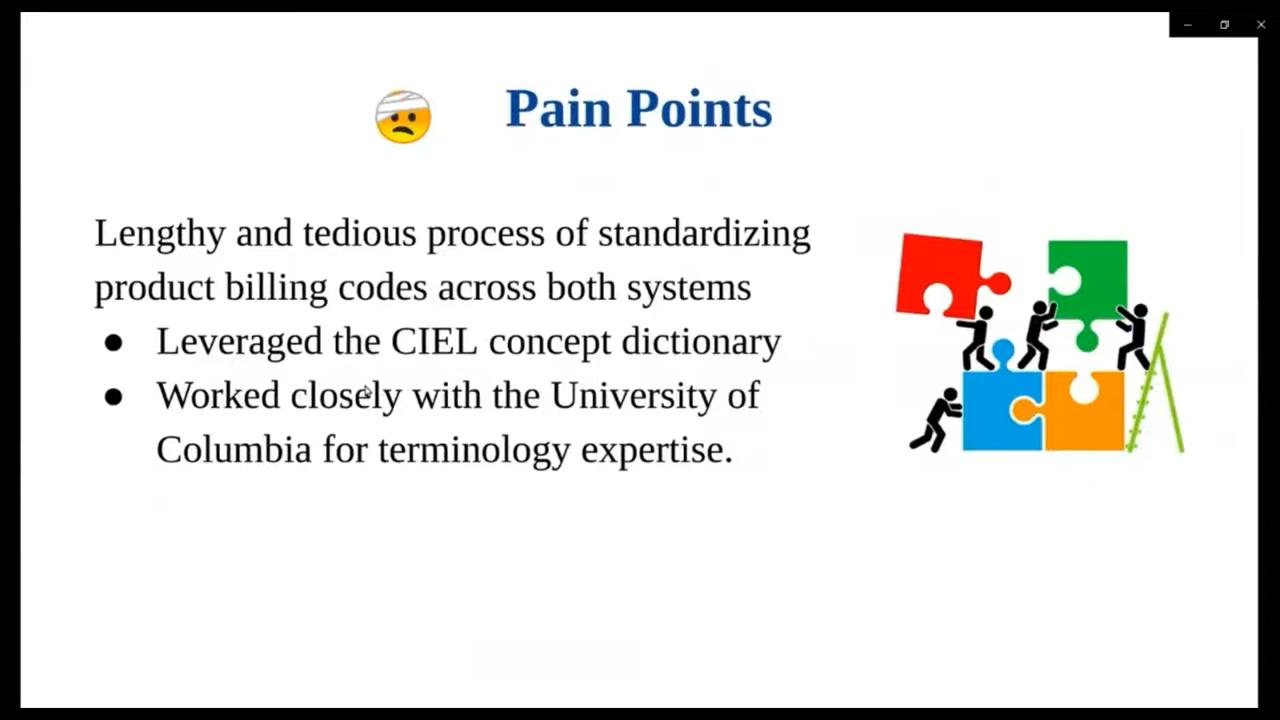 Pain Points
Lengthy and tedious process of standardizing
product billing codes across both systems
● Leveraged the CIEL concept dictionary
● Worked closely with the University of
Columbia for terminology expertise.